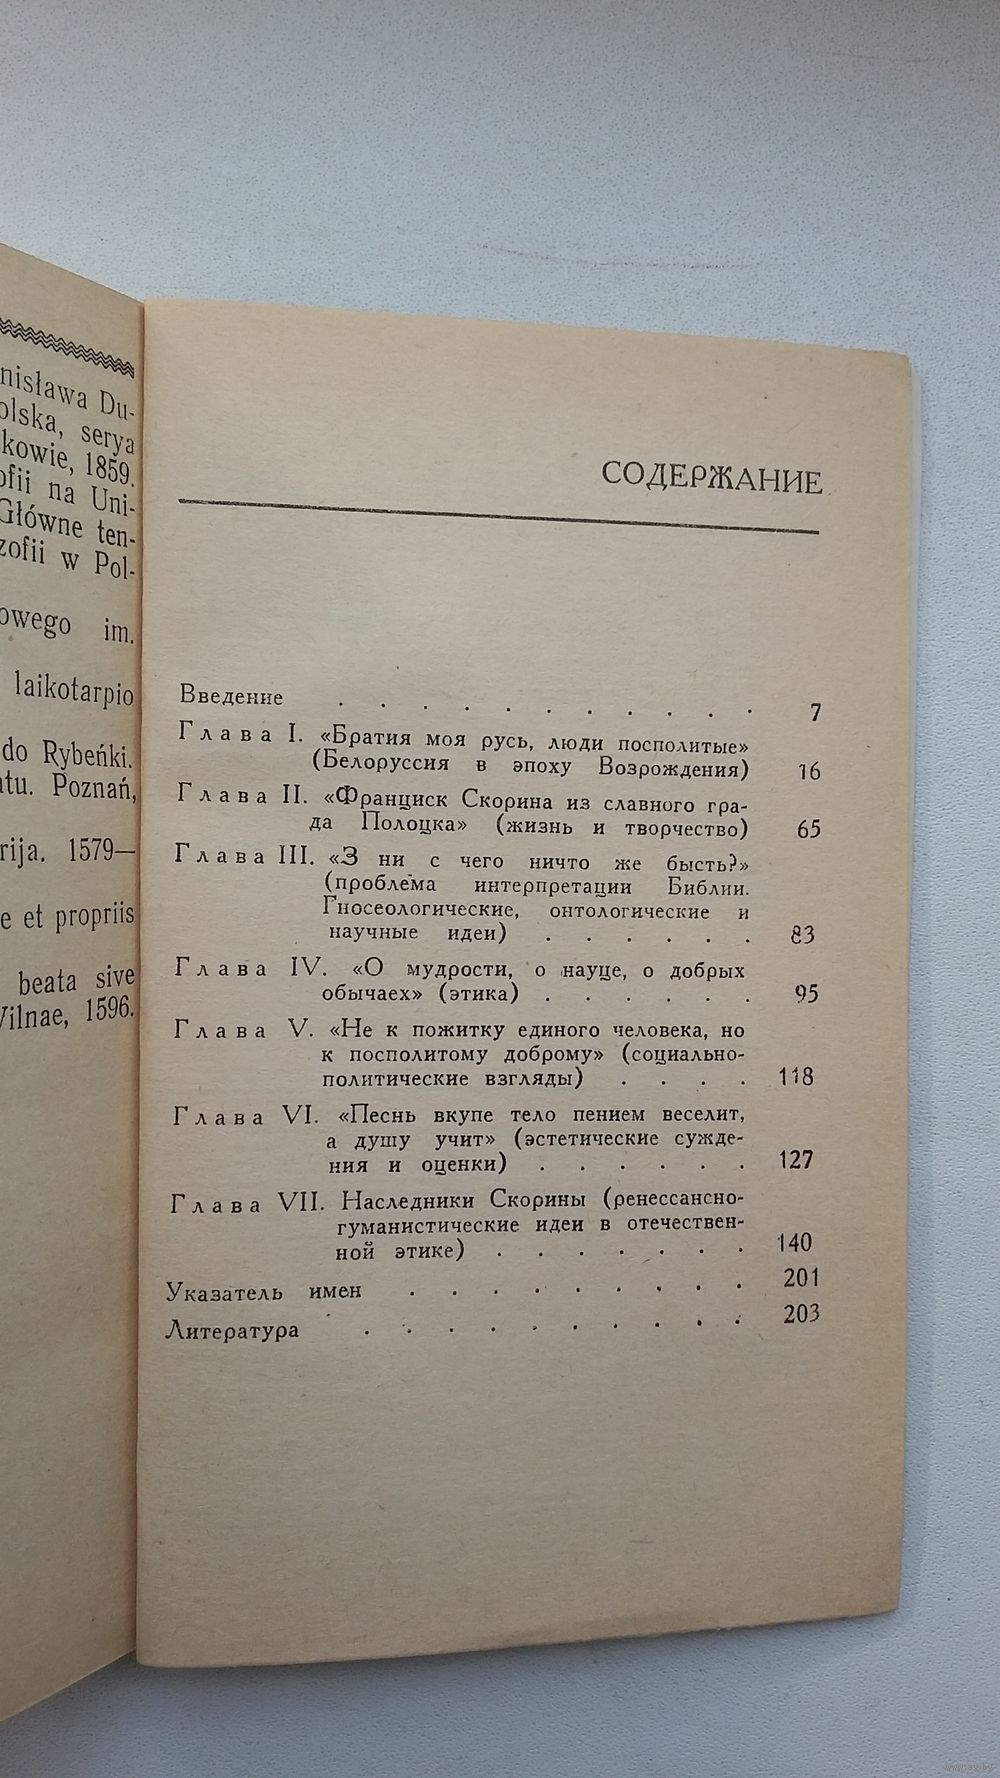 nisława Du-
olska, serya
kowie, 1859.
ofii na Uni-
Główne ten-
zofii w Pol-
owego im.
laikotarpio
do Rybeńki.
atu. Poznań,
rija. 1579—
e et propriis
beata sive
Vilnae, 1596.
СОДЕРЖАНИЕ
Введение . . . . . . . . . . . 7
Глава I. «Братия моя русь, люди посполитые»
(Белоруссия в эпоху Возрождения) 16
Глава II. «Франциск Скорина из славного гра-
да Полоцка» (жизнь и творчество) 65
Глава III. «З ни с чего ничто же бысть?»
(проблема интерпретации Библии.
Гносеологические, онтологические и
научные идеи) . . . . . . 83
Глава IV. «О мудрости, о науце, о добрых
обычаех» (этика) . . . . . . 95
Глава V. «Не к пожитку единого человека, но
к посполитому доброму» (социально-
политические взгляды) . . . . 118
Глава VI. «Песнь вкупе тело пением веселит,
а душу учит» (эстетические сужде-
ния и оценки) . . . . . . 127
Глава VII. Наследники Скорины (ренессансно-
гуманистические идеи в отечествен-
ной этике) . . . . . . . 140
Указатель имен . . . . . . . . . 201
Литература . . . . . . . . . . 203